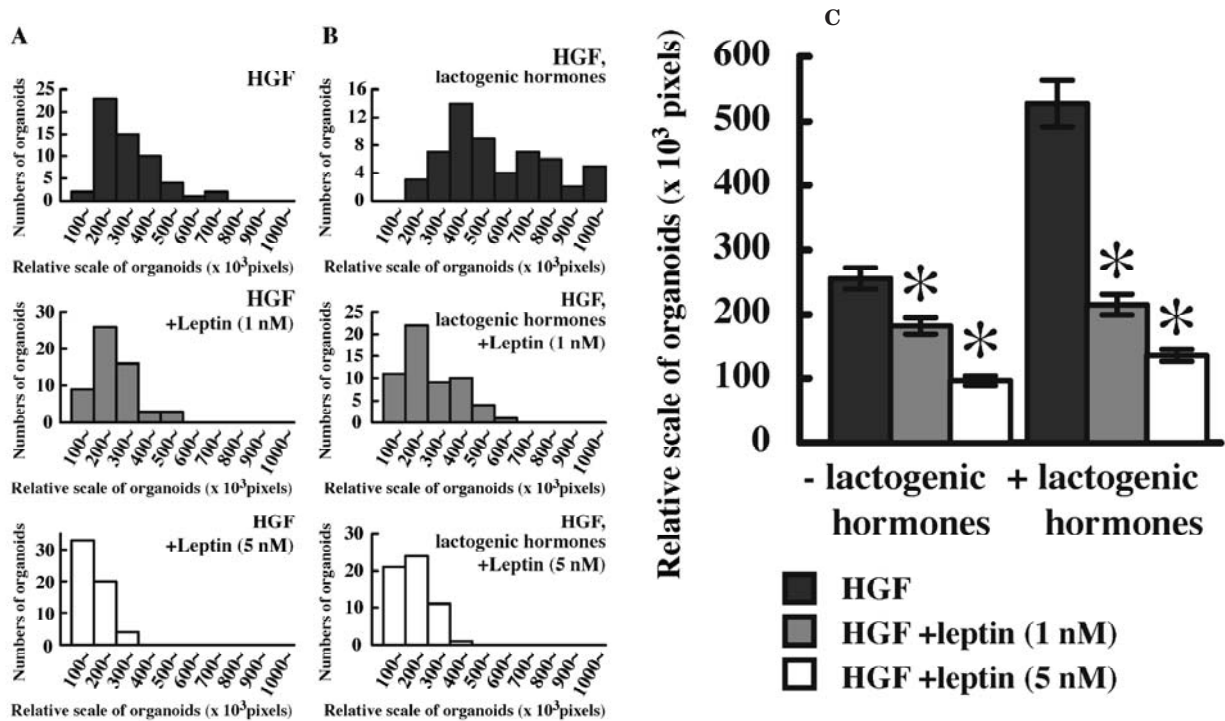 A
HGF
Numbers of organoids
25
20
15
10
5
0
100~ 200~ 300~ 400~ 500~ 600~ 700~ 800~ 900~ 1000~
Relative scale of organoids (x 10³pixels)
HGF
+Leptin (1 nM)
Numbers of organoids
30
20
10
0
100~ 200~ 300~ 400~ 500~ 600~ 700~ 800~ 900~ 1000~
Relative scale of organoids (x 10³pixels)
HGF
+Leptin (5 nM)
Numbers of organoids
30
20
10
0
100~ 200~ 300~ 400~ 500~ 600~ 700~ 800~ 900~ 1000~
Relative scale of organoids (x 10³pixels)
B
HGF,
lactogenic hormones
Numbers of organoids
16
12
8
4
0
100~ 200~ 300~ 400~ 500~ 600~ 700~ 800~ 900~ 1000~
Relative scale of organoids (x 10³pixels)
HGF,
lactogenic hormones
+Leptin (1 nM)
Numbers of organoids
25
20
15
10
5
0
100~ 200~ 300~ 400~ 500~ 600~ 700~ 800~ 900~ 1000~
Relative scale of organoids (x 10³pixels)
HGF,
lactogenic hormones
+Leptin (5 nM)
Numbers of organoids
30
20
10
0
100~ 200~ 300~ 400~ 500~ 600~ 700~ 800~ 900~ 1000~
Relative scale of organoids (x 10³pixels)
C
Relative scale of organoids (x 10³ pixels)
600
500
400
300
200
100
0
* * * *
- lactogenic hormones
+ lactogenic hormones
HGF
HGF +leptin (1 nM)
HGF +leptin (5 nM)